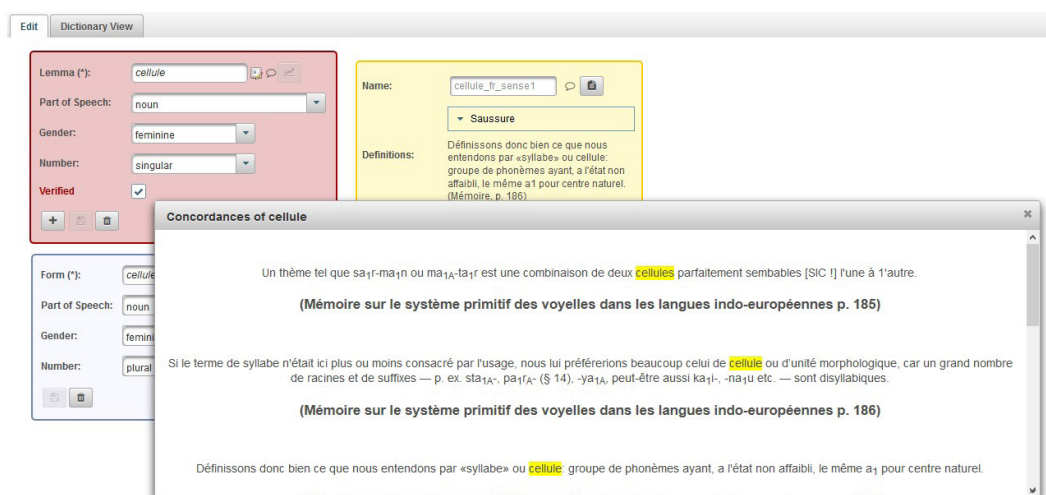 Edit
Dictionary View
Lemma (*):
cellule
Part of Speech:
noun
Gender:
feminine
Number:
singular
Verified
Name:
cellule_fr_sense1
Saussure
Definitions:
Définissons donc bien ce que nous
entendons par «syllabe» ou cellule:
groupe de phonèmes ayant, a l'état non
affaibli, le même a1 pour centre naturel.
(Mémoire, p. 186)
Form (*):
cellule
Part of Speech:
noun
Gender:
femini
Number:
plural
Concordances of cellule
Un thème tel que sa₁r-ma₁n ou ma₁ᴀ-ta₁r est une combinaison de deux cellules parfaitement sembables [SIC !] l'une à 1'autre.
(Mémoire sur le système primitif des voyelles dans les langues indo-européennes p. 185)
Si le terme de syllabe n'était ici plus ou moins consacré par l'usage, nous lui préférerions beaucoup celui de cellule ou d'unité morphologique, car un grand nombre
de racines et de suffixes — p. ex. sta₁ᴀ-, pa₁rᴀ- (§ 14), -ya₁ᴀ, peut-être aussi ka₁i-, -na₁u etc. — sont disyllabiques.
(Mémoire sur le système primitif des voyelles dans les langues indo-européennes p. 186)
Définissons donc bien ce que nous entendons par «syllabe» ou cellule: groupe de phonèmes ayant, a l'état non affaibli, le même a₁ pour centre naturel.